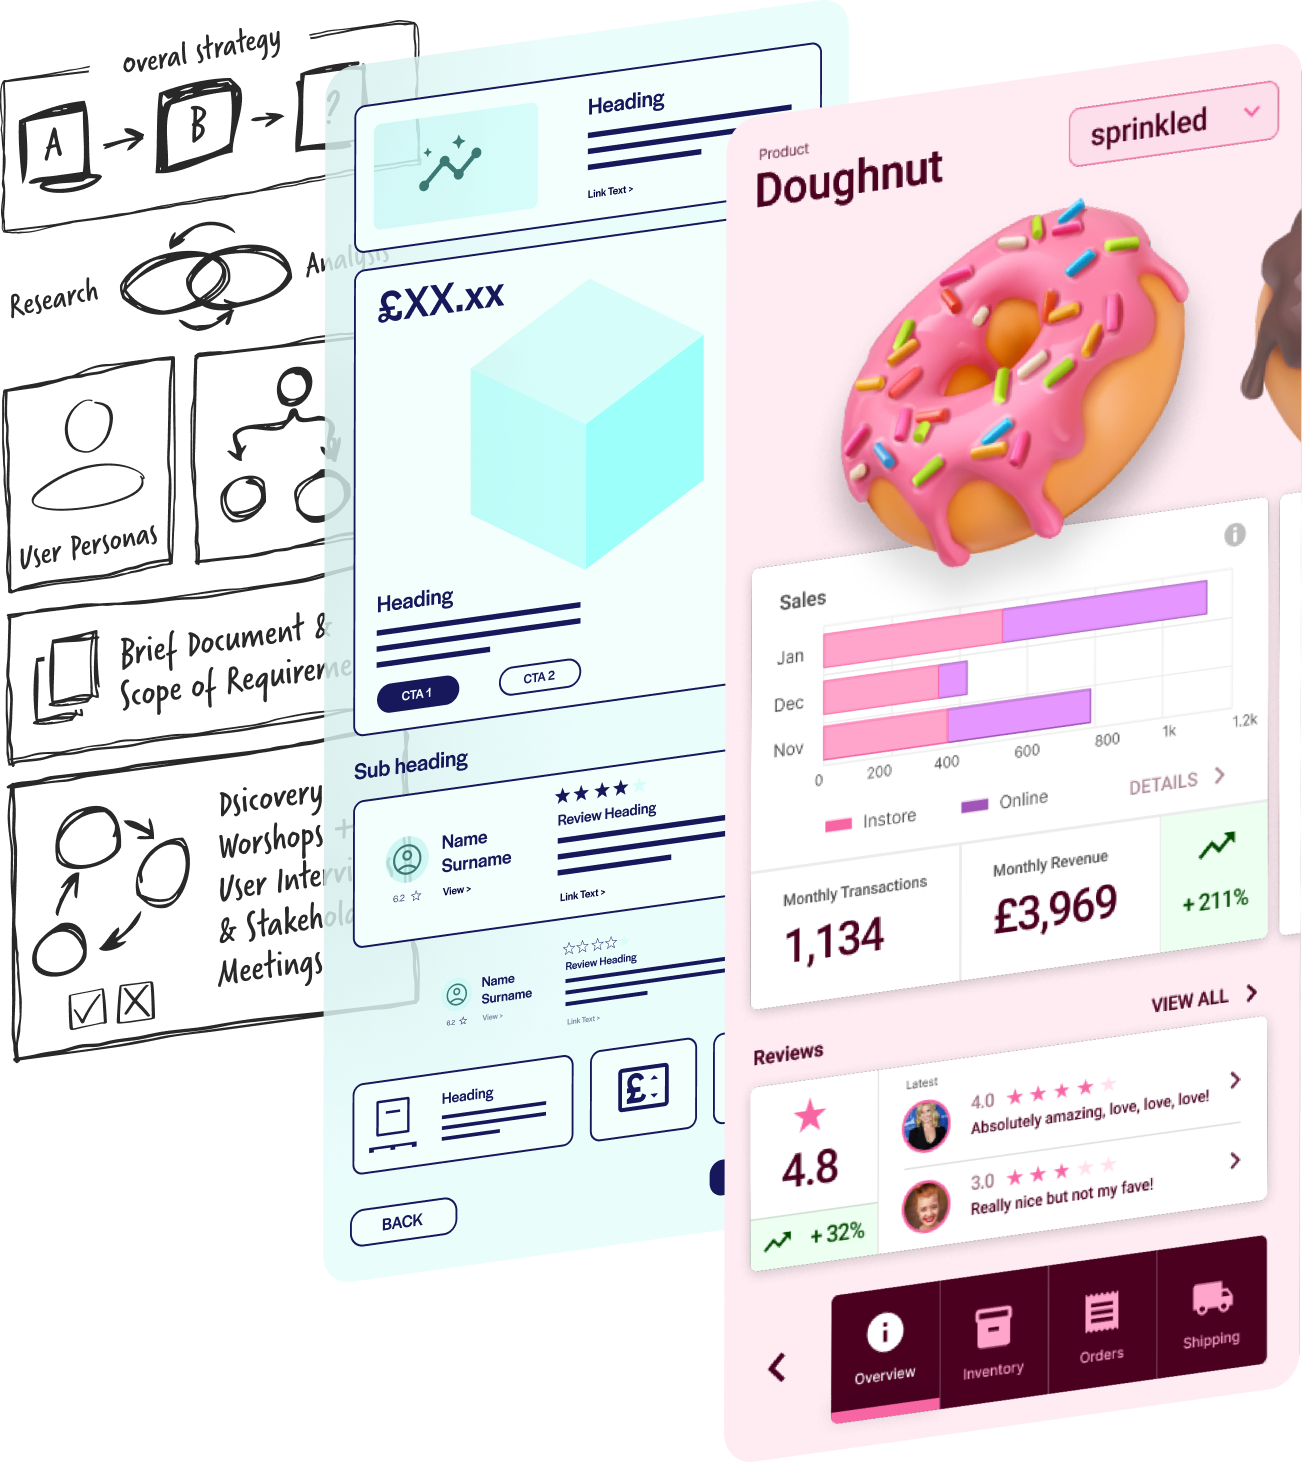 Overal strategy
A
B
?
Research
Analysis
User Personas
Brief Document &
Scope of Requireme
Dsicovery
Worshops +
User Intervi
& Stakehold
Meetings
Heading
Link Text >
£XX.xx
Heading
CTA 1
CTA 2
Sub heading
Name
Surname
View >
6.2 ☆
★★★★★
Review Heading
Link Text >
Name
Surname
View >
6.2 ☆
☆☆☆☆
Review Heading
Link Text >
Heading
£
BACK
Product
Doughnut
sprinkled
Sales
Jan
Dec
Nov
0 200 400 600 800 1k 1.2k
Instore Online
DETAILS >
Monthly Transactions
1,134
Monthly Revenue
£3,969
+211%
VIEW ALL >
Reviews
4.8
+32%
Latest
4.0 ★★★★★
Absolutely amazing, love, love, love!
3.0 ★★★★★
Really nice but not my fave!
Overview
Inventory
Orders
Shipping